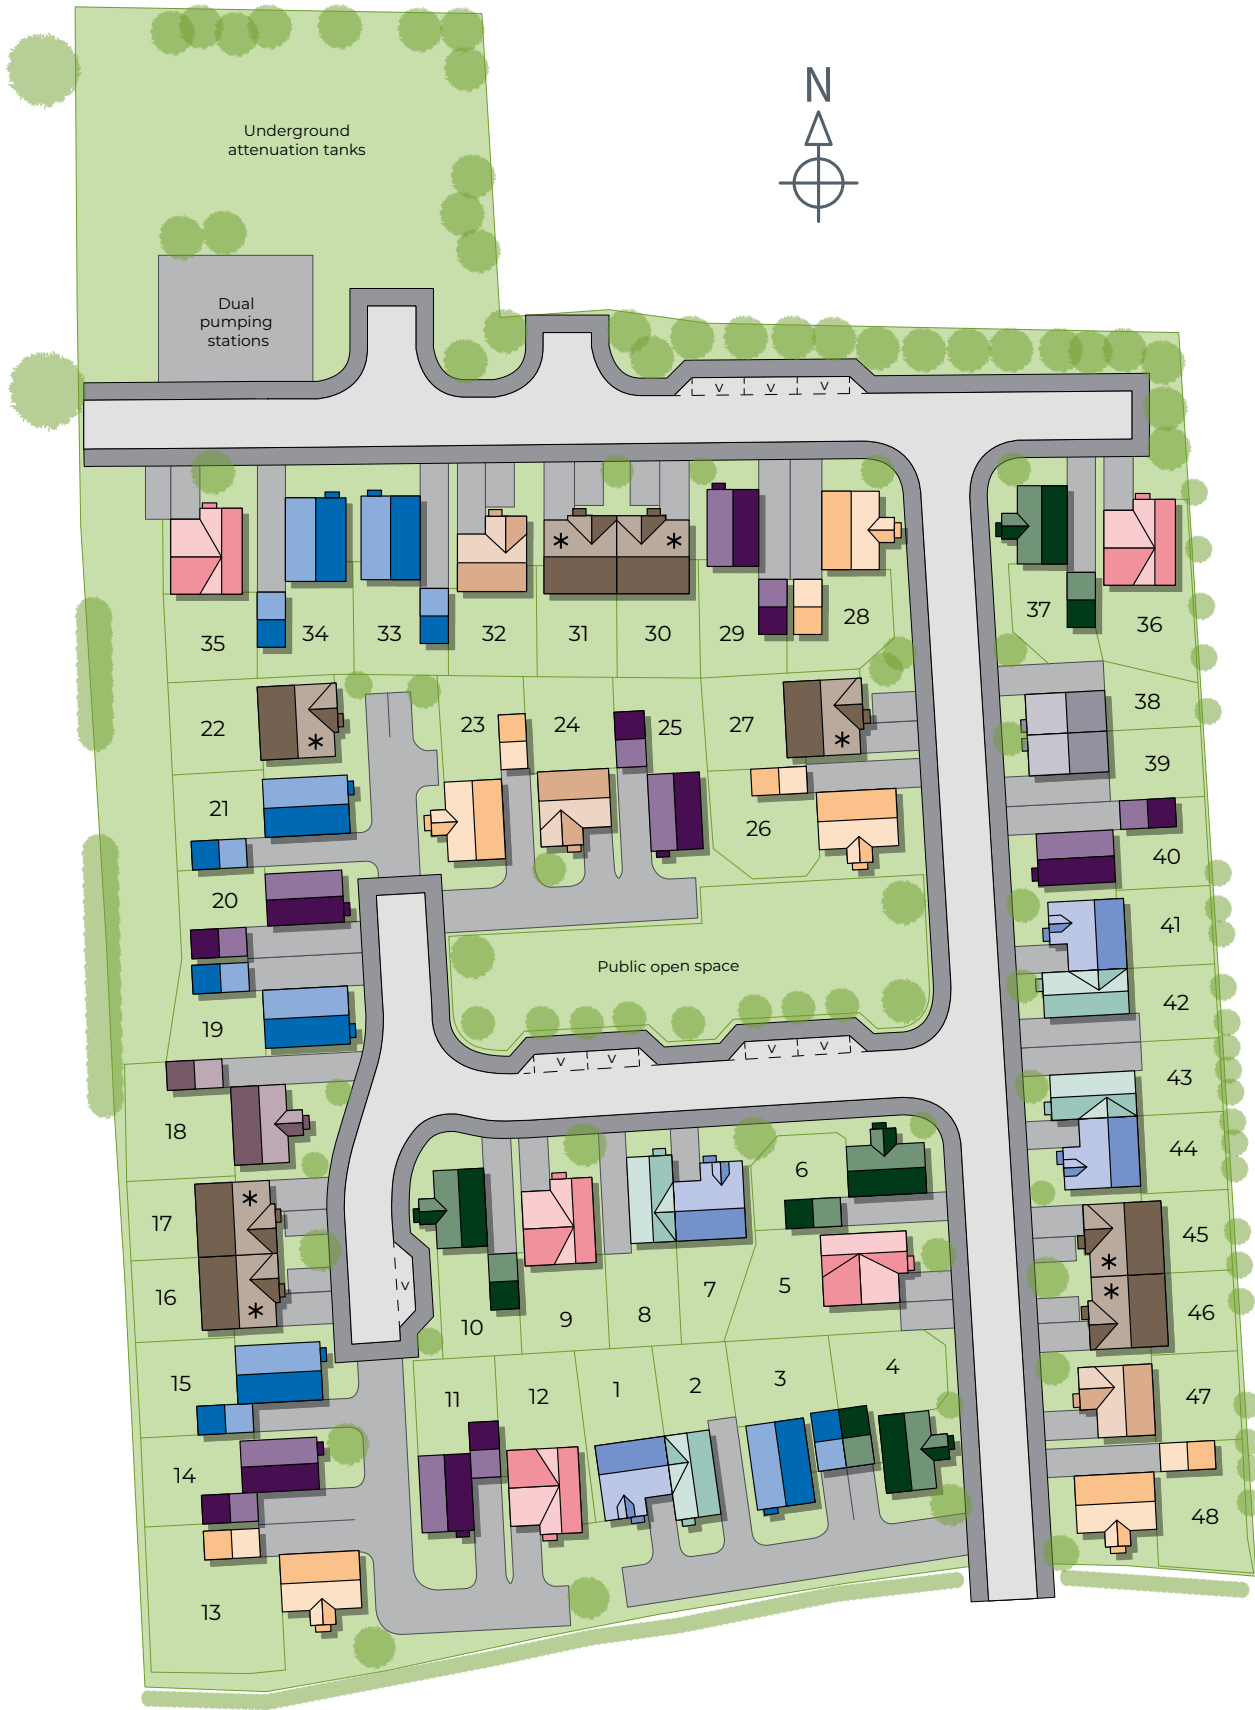 N
Underground
attenuation tanks
Dual
pumping
stations
v v v
35 34 33 32 31 30 29 28 37 36
*
*
22 23 24 25 27 38
*
*
39
21 26
40
20
41
Public open space
42
19
v v v v
43
18
44
6
17
*
45
5
*
16
*
v
7
8
9
10
46
*
15
11 12 1 2 3 4
47
14
48
13